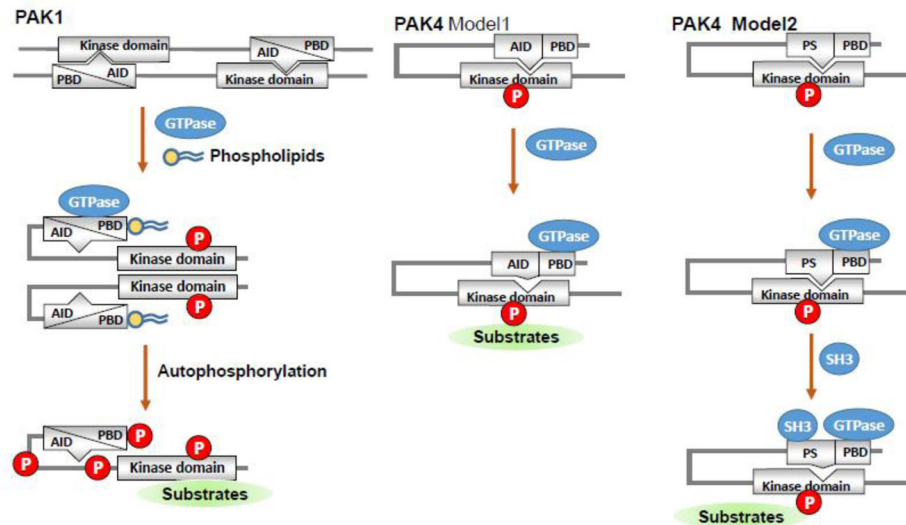 PAK1
Kinase domain
AID
PBD
PBD
AID
Kinase domain
GTPase
Phospholipids
GTPase
AID
PBD
P
Kinase domain
Kinase domain
P
AID
PBD
Autophosphorylation
AID
PBD
P
P
P
P
Kinase domain
Substrates
PAK4 Model1
AID
PBD
Kinase domain
P
GTPase
GTPase
AID
PBD
Kinase domain
P
Substrates
PAK4 Model2
PS
PBD
Kinase domain
P
GTPase
GTPase
PS
PBD
Kinase domain
P
SH3
SH3
GTPase
PS
PBD
Kinase domain
P
Substrates